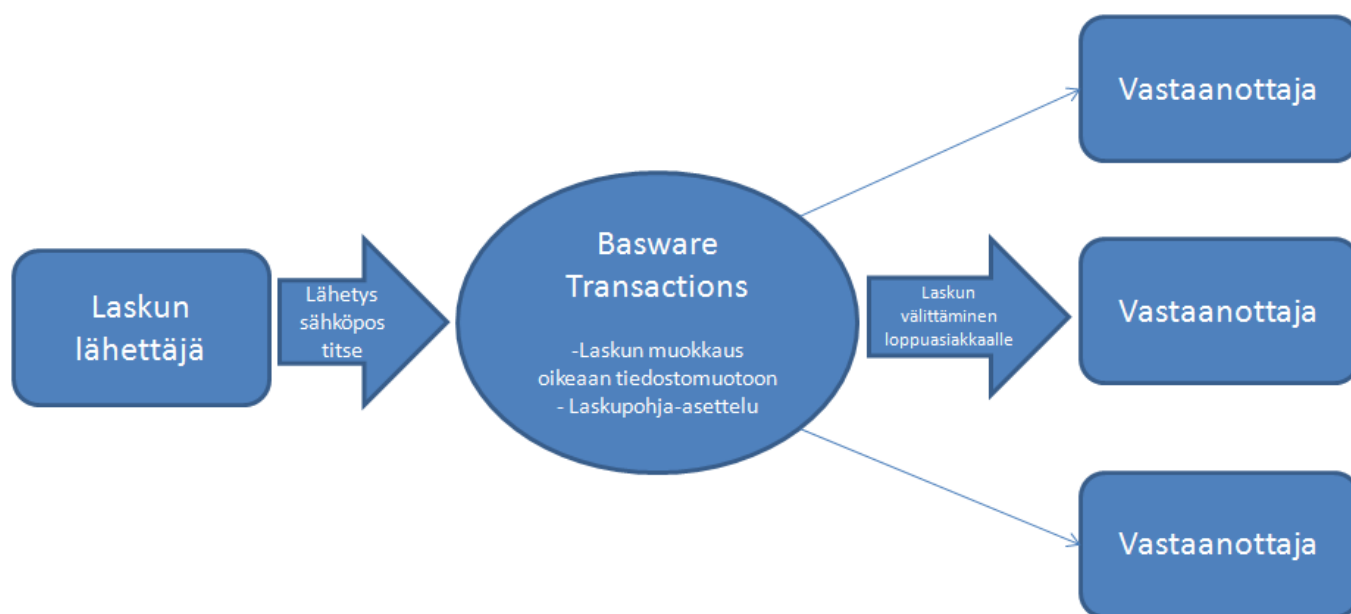 Laskun
lähettäjä
Lähetys
sähköpos
titse
Basware
Transactions
-Laskun muokkaus
oikeaan tiedostomuotoon
- Laskupohja-asettelu
Laskun
välittäminen
loppuasiakkaalle
Vastaanottaja
Vastaanottaja
Vastaanottaja